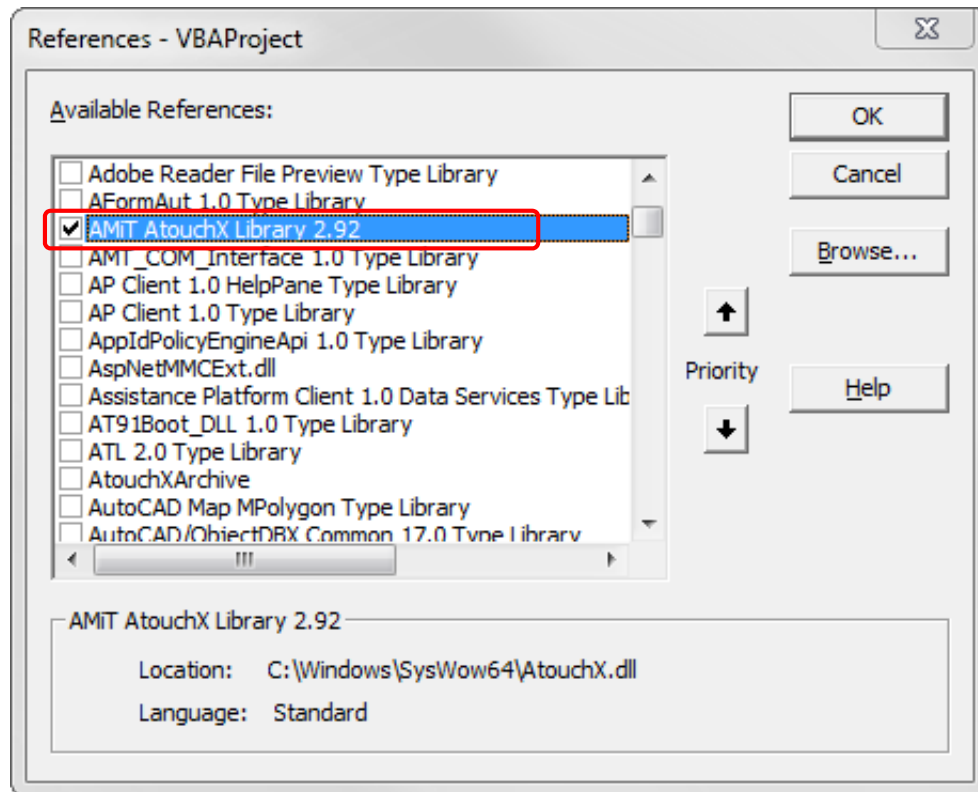 References - VBAProject
Available References:
OK
Cancel
Browse...
Priority
Help
Adobe Reader File Preview Type Library
AFormAut 1.0 Type Library
AMiT AtouchX Library 2.92
AMT_COM_Interface 1.0 Type Library
AP Client 1.0 HelpPane Type Library
AP Client 1.0 Type Library
AppIdPolicyEngineApi 1.0 Type Library
AspNetMMCExt.dll
Assistance Platform Client 1.0 Data Services Type Lib
AT91Boot_DLL 1.0 Type Library
ATL 2.0 Type Library
AtouchXArchive
AutoCAD Map MPolygon Type Library
AutoCAD/ObjectDBX Common 17.0 Type Library
AMiT AtouchX Library 2.92
Location: C:\Windows\SysWow64\AtouchX.dll
Language: Standard